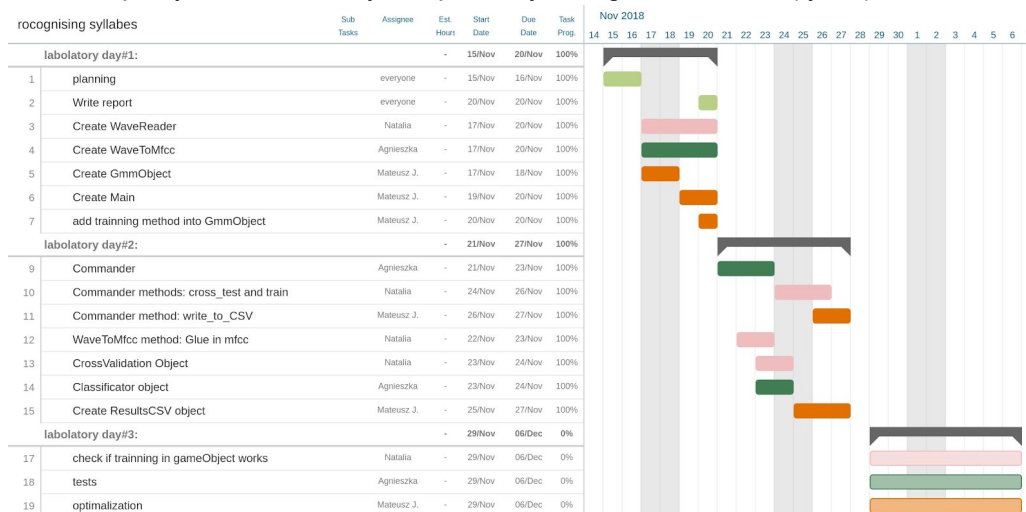 rocognising syllabes Sub Tasks Assignee Est. Hours Start Date Due Date Task Prog. Nov 2018
14 15 16 17 18 19 20 21 22 23 24 25 26 27 28 29 30 1 2 3 4 5 6
labolatory day#1: - 15/Nov 20/Nov 100%
1 planning everyone - 15/Nov 16/Nov 100%
2 Write report everyone - 20/Nov 20/Nov 100%
3 Create WaveReader Natalia - 17/Nov 20/Nov 100%
4 Create WaveToMfcc Agnieszka - 17/Nov 20/Nov 100%
5 Create GmmObject Mateusz J. - 17/Nov 18/Nov 100%
6 Create Main Mateusz J. - 19/Nov 20/Nov 100%
7 add trainning method into GmmObject Mateusz J. - 20/Nov 20/Nov 100%
labolatory day#2: - 21/Nov 27/Nov 100%
9 Commander Agnieszka - 21/Nov 23/Nov 100%
10 Commander methods: cross_test and train Natalia - 24/Nov 26/Nov 100%
11 Commander method: write_to_CSV Mateusz J. - 26/Nov 27/Nov 100%
12 WaveToMfcc method: Glue in mfcc Natalia - 22/Nov 23/Nov 100%
13 CrossValidation Object Natalia - 23/Nov 24/Nov 100%
14 Classificator object Agnieszka - 23/Nov 24/Nov 100%
15 Create ResultsCSV object Mateusz J. - 25/Nov 27/Nov 100%
labolatory day#3: - 29/Nov 06/Dec 0%
17 check if trainning in gameObject works Natalia - 29/Nov 06/Dec 0%
18 tests Agnieszka - 29/Nov 06/Dec 0%
19 optimalization Mateusz J. - 29/Nov 06/Dec 0%